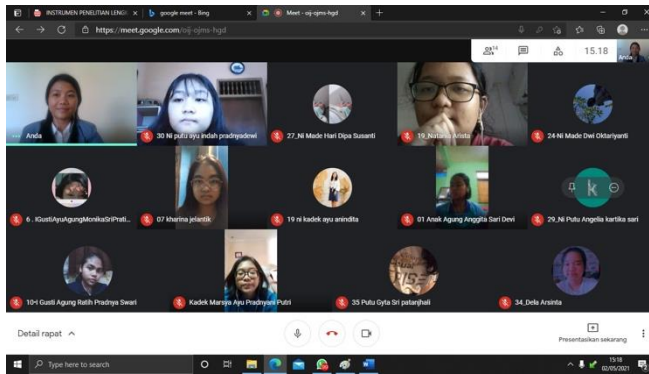 INSTRUMEN PENELITIAN LENGK
google meet - Bing
Meet - oij-ojms-hgd
https://meet.google.com/oij-ojms-hgd
14
15.18
Anda
Anda
30 Ni putu ayu indah pradnyadewi
27_Ni Made Hari Dipa Susanti
19_Natania Arista
24-Ni Made Dwi Oktariyanti
6 . IGustiAyuAgungMonikaSriPrati...
07 kharina jelantik
19 ni kadek ayu anindita
01 Anak Agung Anggita Sari Devi
k
29_Ni Putu Angelia kartika sari
10-I Gusti Agung Ratih Pradnya Swari
Kadek Marsya Ayu Pradnyani Putri
35 Putu Gyta Sri patanjhali
34_Dela Arsinta
Detail rapat
Presentasikan sekarang
Type here to search
15:18
02/05/2021